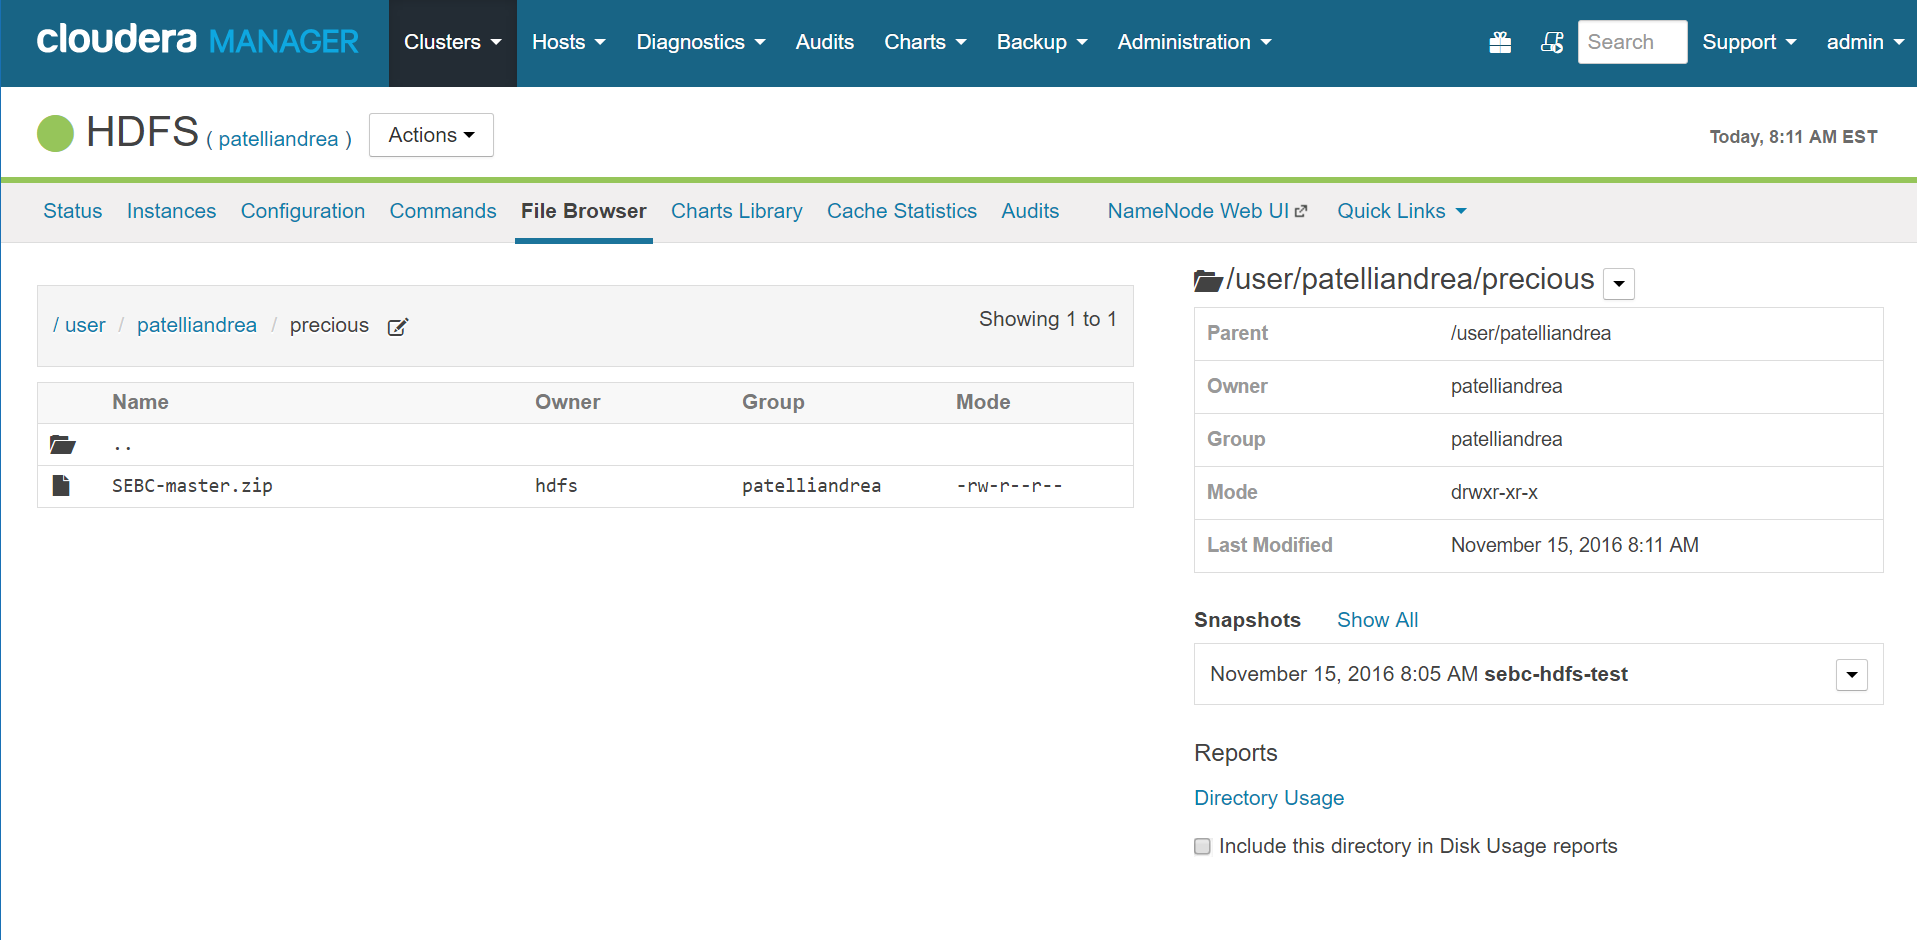 cloudera MANAGER Clusters Hosts Diagnostics Audits Charts Backup Administration Search Support admin
HDFS ( patelliandrea ) Actions
Today, 8:11 AM EST
Status Instances Configuration Commands File Browser Charts Library Cache Statistics Audits NameNode Web UI Quick Links
/ user / patelliandrea / precious
Showing 1 to 1
Name Owner Group Mode
..
SEBC-master.zip hdfs patelliandrea -rw-r--r--
/user/patelliandrea/precious
Parent /user/patelliandrea
Owner patelliandrea
Group patelliandrea
Mode drwxr-xr-x
Last Modified November 15, 2016 8:11 AM
Snapshots Show All
November 15, 2016 8:05 AM sebc-hdfs-test
Reports
Directory Usage
Include this directory in Disk Usage reports